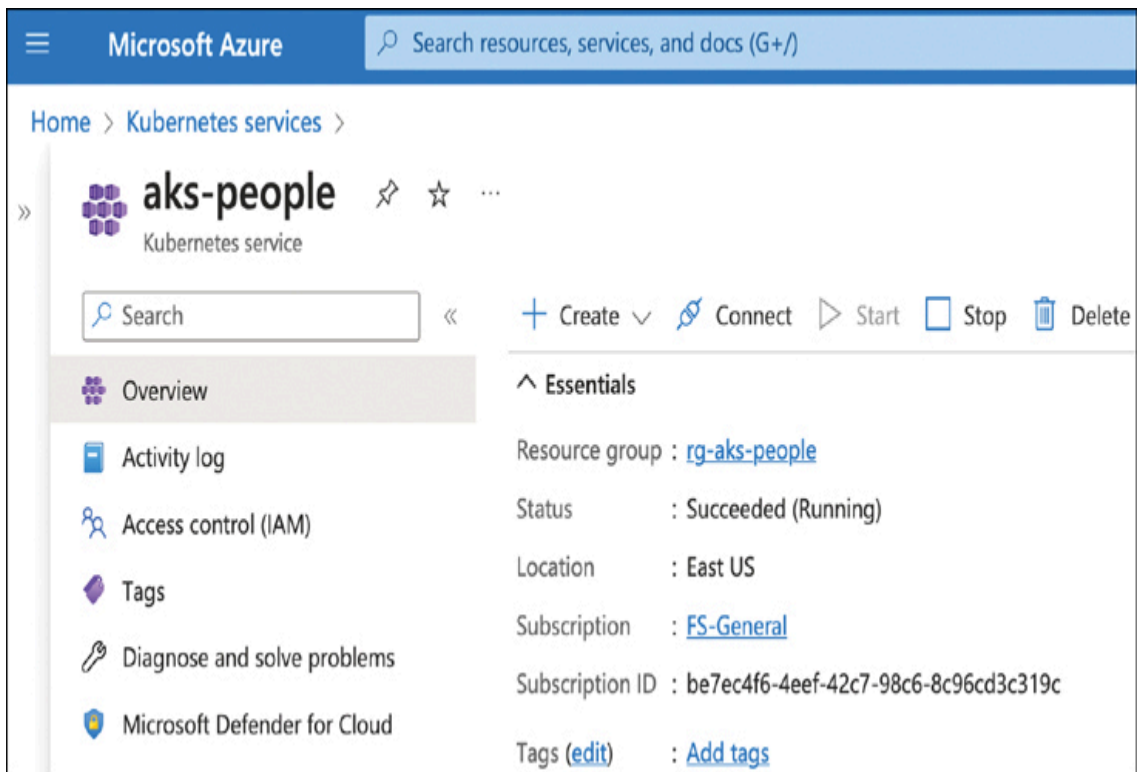 Microsoft Azure
Search resources, services, and docs (G+/)
Home > Kubernetes services >
aks-people
Kubernetes service
Search
Create
Connect
Start
Stop
Delete
Overview
Activity log
Access control (IAM)
Tags
Diagnose and solve problems
Microsoft Defender for Cloud
Essentials
Resource group : rg-aks-people
Status : Succeeded (Running)
Location : East US
Subscription : FS-General
Subscription ID : be7ec4f6-4eef-42c7-98c6-8c96cd3c319c
Tags (edit) : Add tags